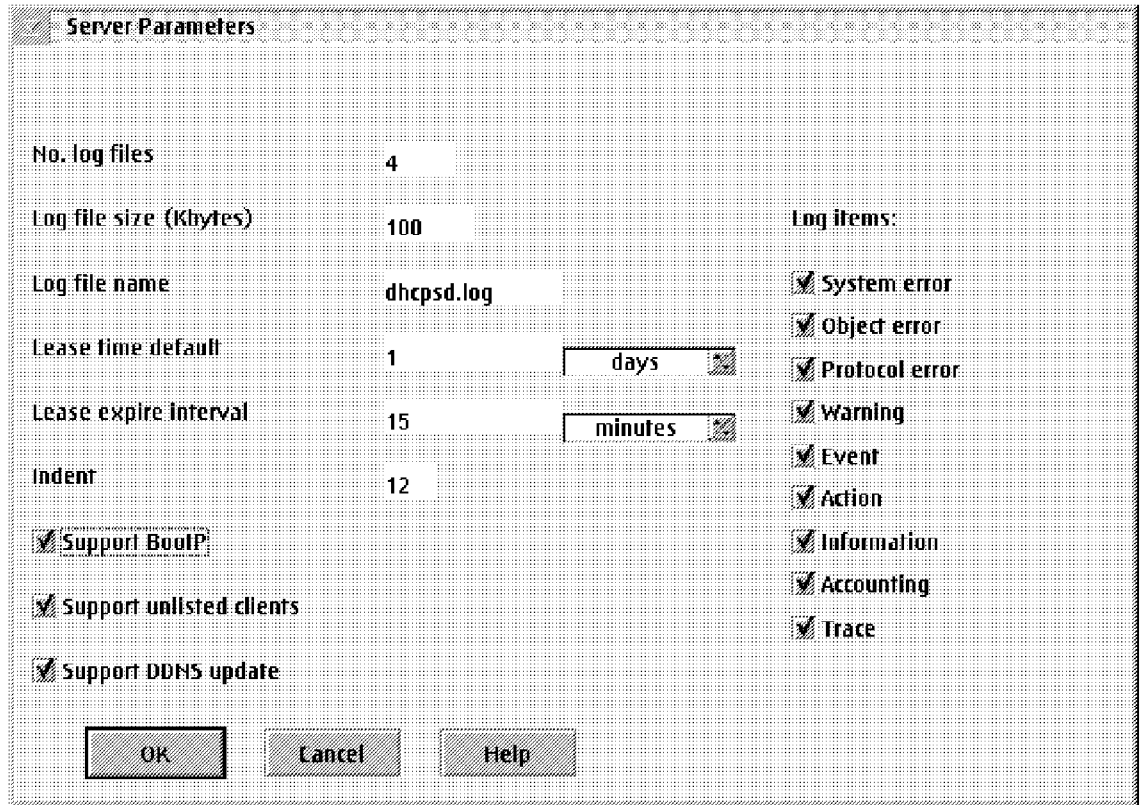 Server Parameters
No. log files 4
Log file size (Kbytes) 100
Log file name dhcpsd.log
Lease time default 1 days
Lease expire interval 15 minutes
Indent 12
Support BootP
Support unlisted clients
Support DDNS update
Log items:
System error
Object error
Protocol error
Warning
Event
Action
Information
Accounting
Trace
OK Cancel Help